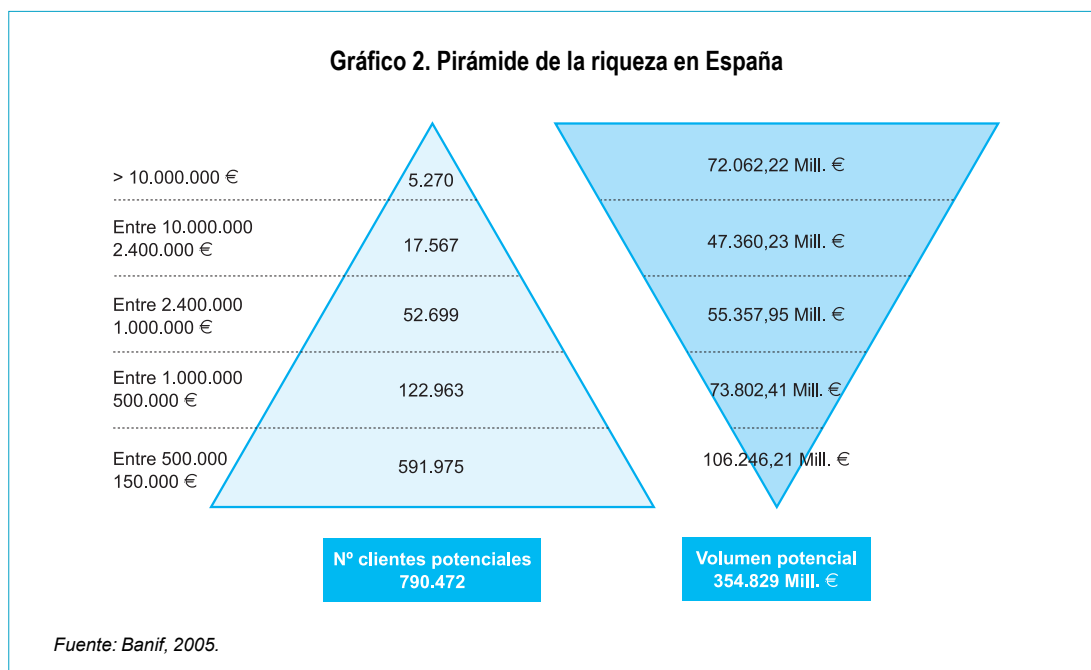 Gráfico 2. Pirámide de la riqueza en España
> 10.000.000 €
5.270
72.062,22 Mill. €
Entre 10.000.000
2.400.000 €
17.567
47.360,23 Mill. €
Entre 2.400.000
1.000.000 €
52.699
55.357,95 Mill. €
Entre 1.000.000
500.000 €
122.963
73.802,41 Mill. €
Entre 500.000
150.000 €
591.975
106.246,21 Mill. €
Nº clientes potenciales
790.472
Volumen potencial
354.829 Mill. €
Fuente: Banif, 2005.